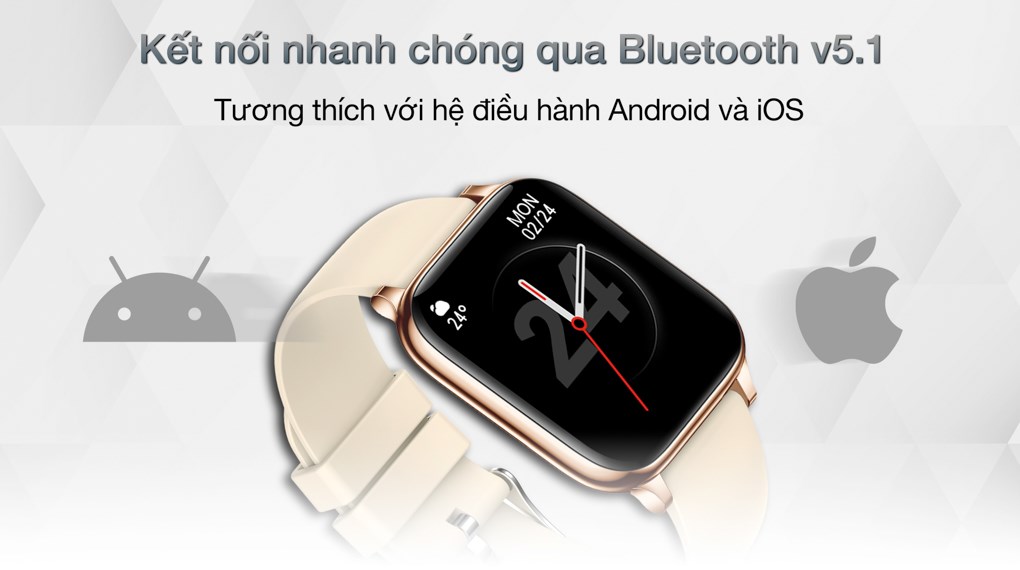 Kết nối nhanh chóng qua Bluetooth v5.1
Tương thích với hệ điều hành Android và iOS
MON
02/24
24°
24